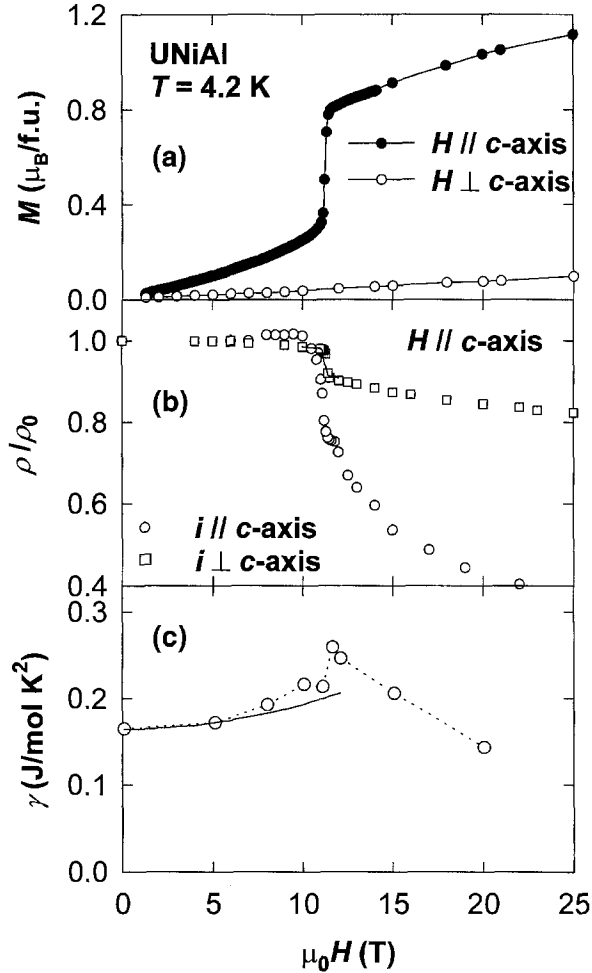 1.2
0.8
0.4
0.0
M (μB/f.u.)
UNiAl
T = 4.2 K
(a)
H // c-axis
H ⊥ c-axis
1.0
0.8
0.6
0.4
ρ/ρ0
H // c-axis
(b)
i // c-axis
i ⊥ c-axis
0.3
0.2
0.1
0.0
γ (J/mol K²)
(c)
0 5 10 15 20 25
μ0H (T)